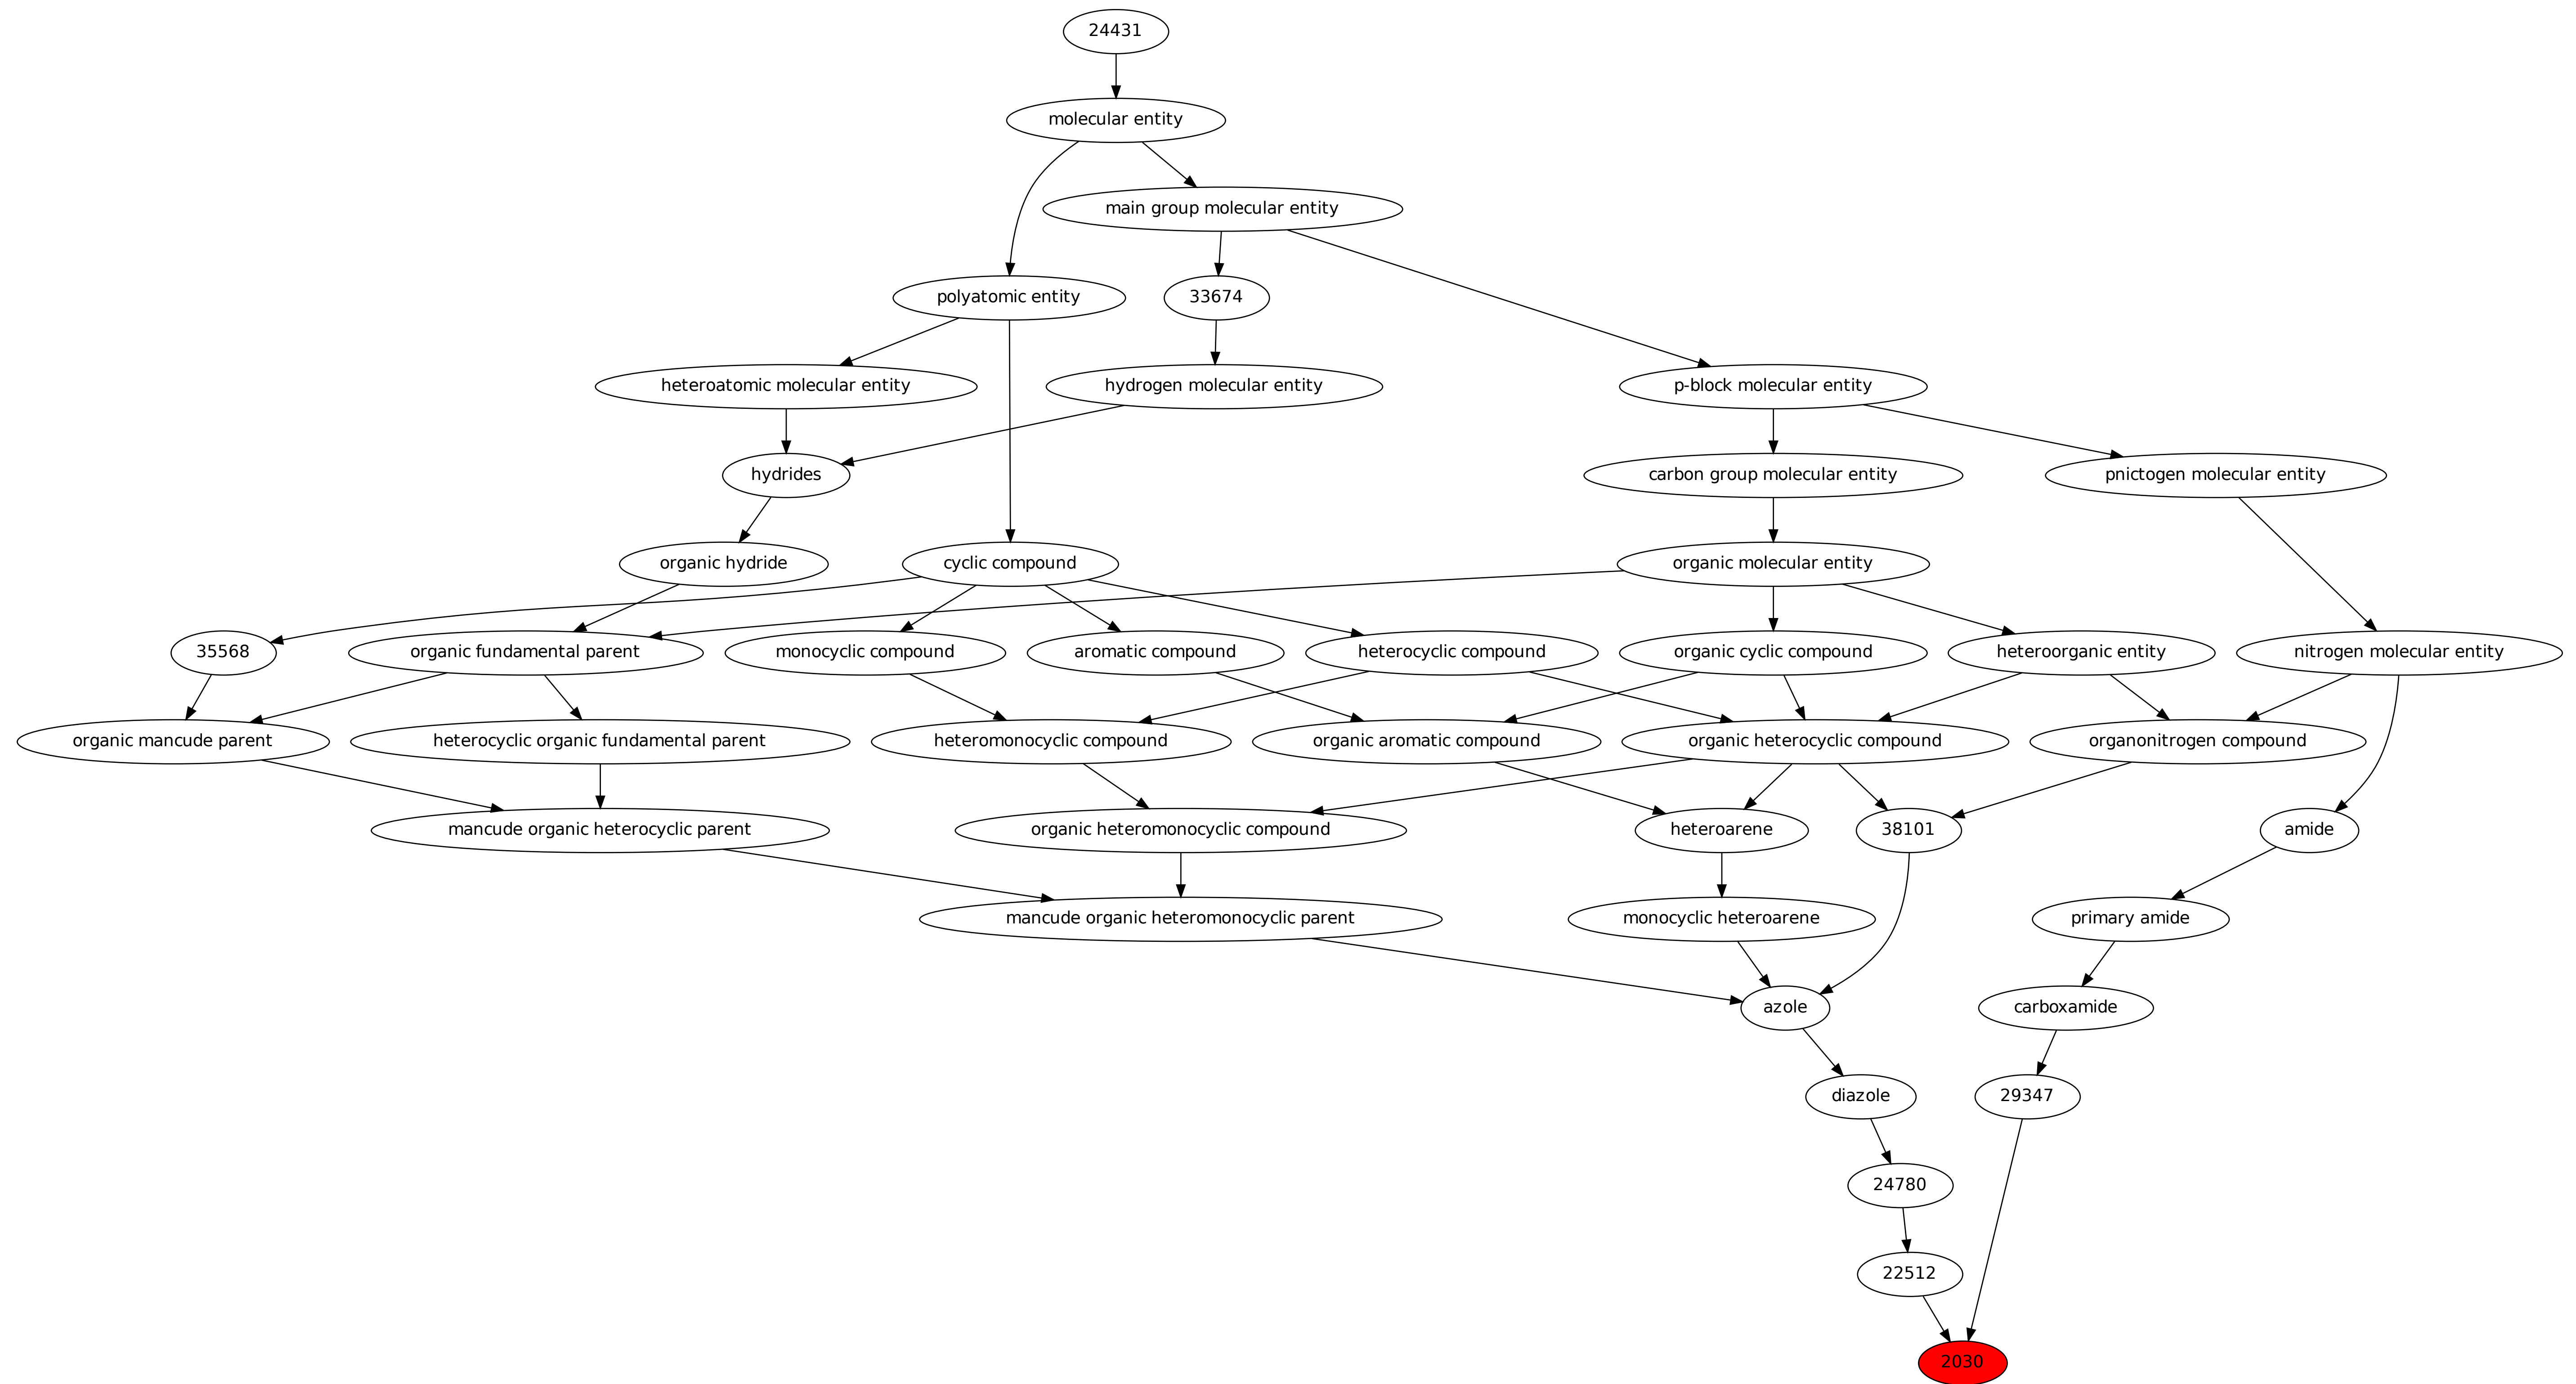 24431
molecular entity
main group molecular entity
polyatomic entity
33674
heteroatomic molecular entity
hydrogen molecular entity
p-block molecular entity
hydrides
carbon group molecular entity
pnictogen molecular entity
organic hydride
cyclic compound
organic molecular entity
35568
organic fundamental parent
monocyclic compound
aromatic compound
heterocyclic compound
organic cyclic compound
heteroorganic entity
nitrogen molecular entity
organic mancude parent
heterocyclic organic fundamental parent
heteromonocyclic compound
organic aromatic compound
organic heterocyclic compound
organonitrogen compound
mancude organic heterocyclic parent
organic heteromonocyclic compound
heteroarene
38101
amide
mancude organic heteromonocyclic parent
monocyclic heteroarene
primary amide
azole
carboxamide
diazole
29347
24780
22512
2030